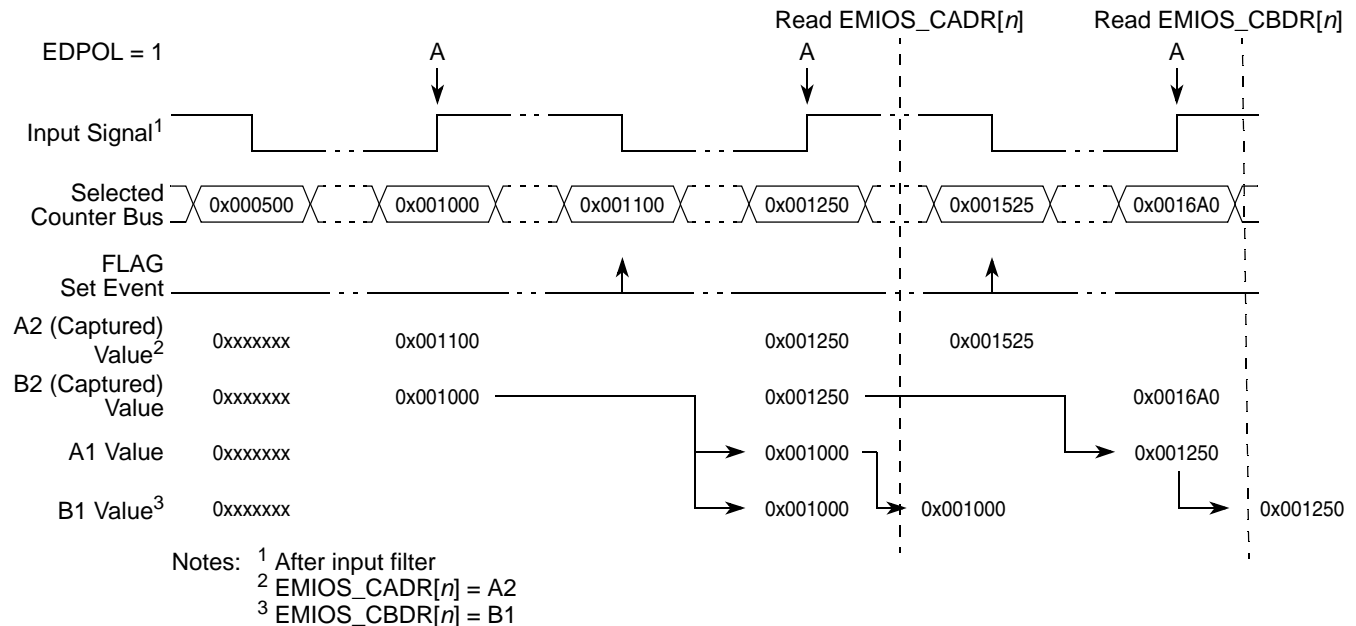 Read EMIOS_CADR[n] Read EMIOS_CBDR[n]
EDPOL = 1 A A A
Input Signal1
Selected
Counter Bus
0x000500 0x001000 0x001100 0x001250 0x001525 0x0016A0
FLAG
Set Event
A2 (Captured)
Value2
0xxxxxxx 0x001100 0x001250 0x001525
B2 (Captured)
Value
0xxxxxxx 0x001000 0x001250 0x0016A0
A1 Value 0xxxxxxx 0x001000 0x001250
B1 Value3 0xxxxxxx 0x001000 0x001000 0x001250
Notes: 1 After input filter
2 EMIOS_CADR[n] = A2
3 EMIOS_CBDR[n] = B1